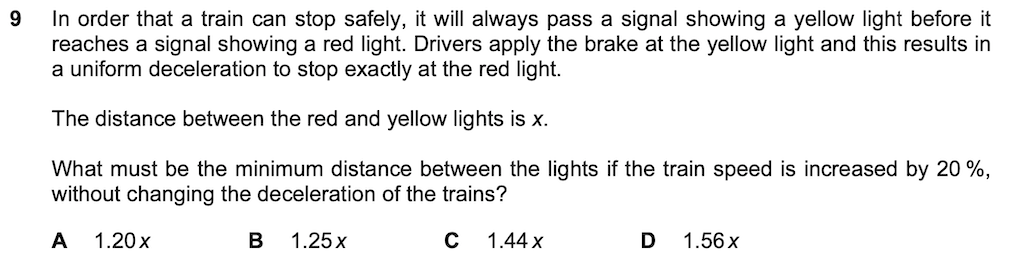 9 In order that a train can stop safely, it will always pass a signal showing a yellow light before it
reaches a signal showing a red light. Drivers apply the brake at the yellow light and this results in
a uniform deceleration to stop exactly at the red light.
The distance between the red and yellow lights is x.
What must be the minimum distance between the lights if the train speed is increased by 20 %,
without changing the deceleration of the trains?
A 1.20x B 1.25x C 1.44x D 1.56x